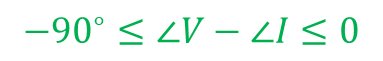 −90° ≤ ∠V − ∠I ≤ 0